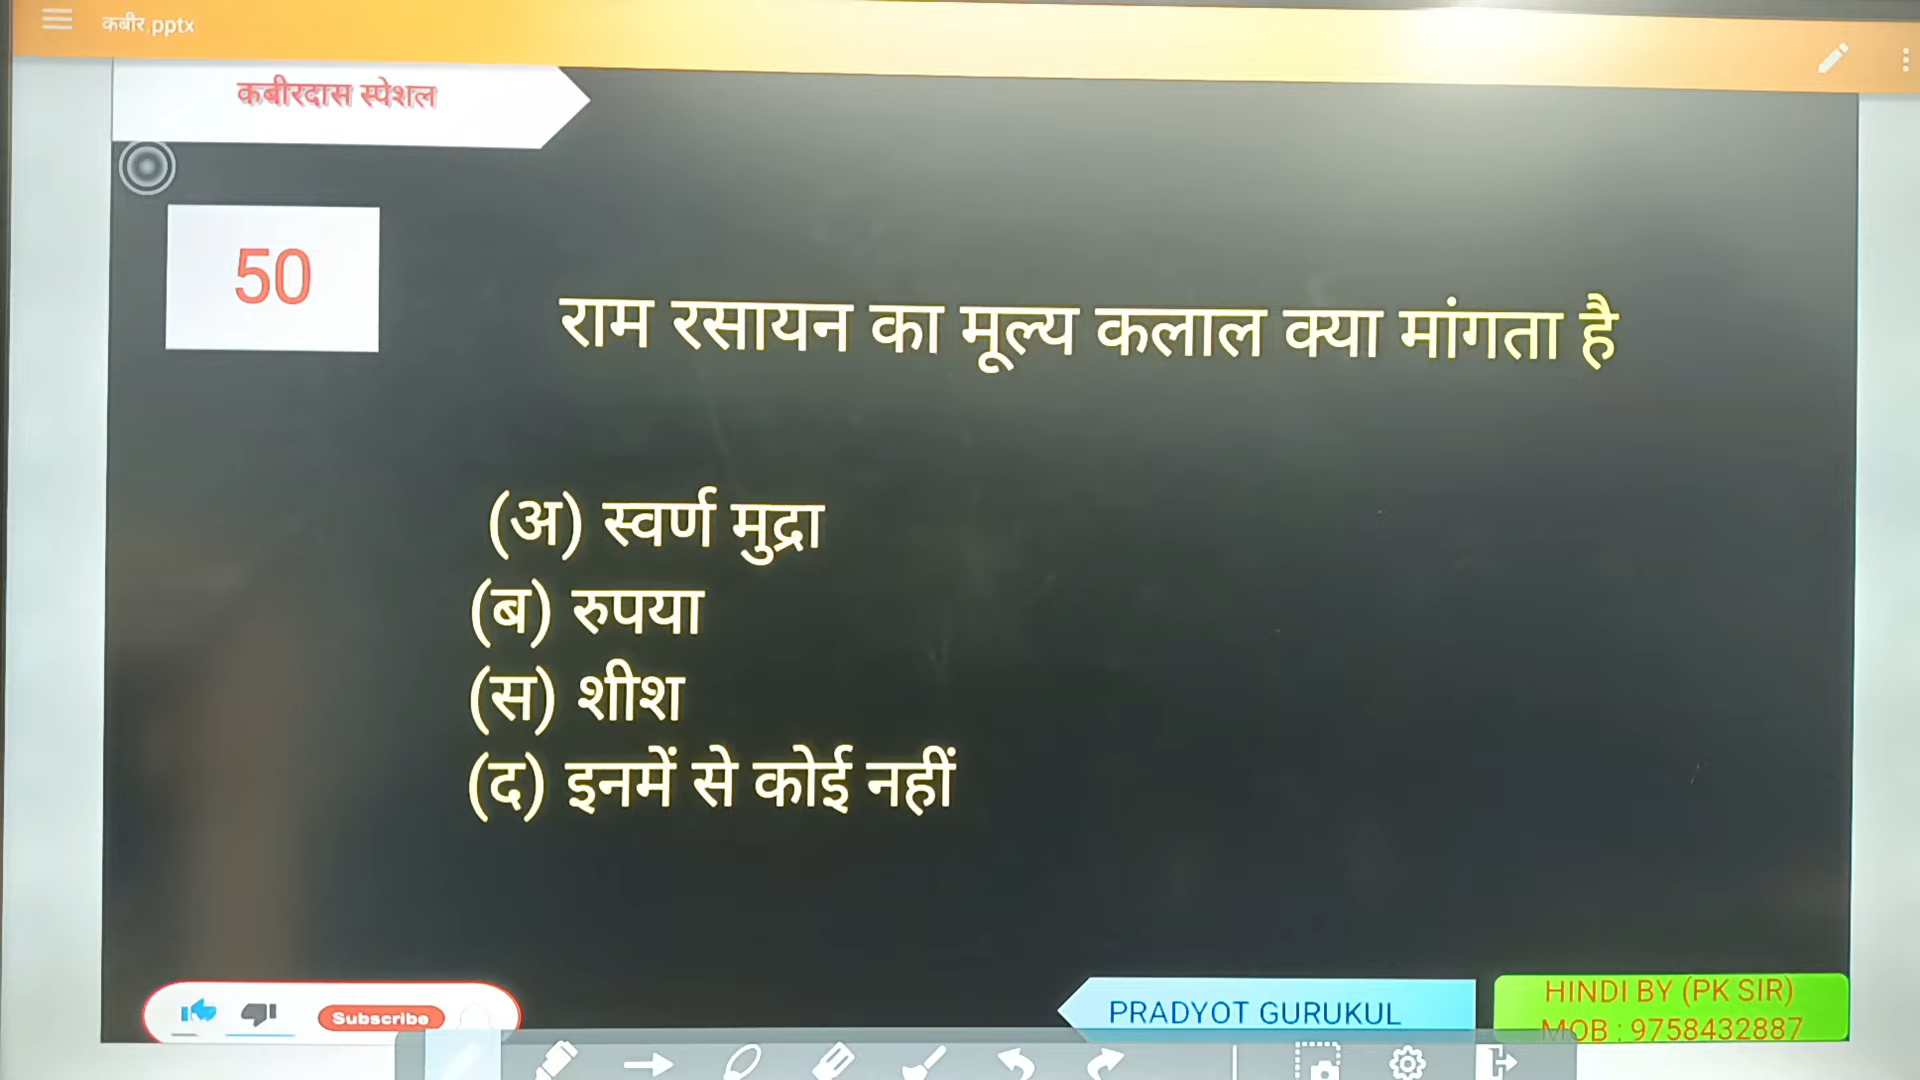 कबीर.pptx
कबीरदास स्पेशल
50
राम रसायन का मूल्य कलाल क्या मांगता है
(अ) स्वर्ण मुद्रा
(ब) रुपया
(स) शीश
(द) इनमें से कोई नहीं
Subscribe
PRADYOT GURUKUL
HINDI BY (PK SIR)
MOB : 9758432887